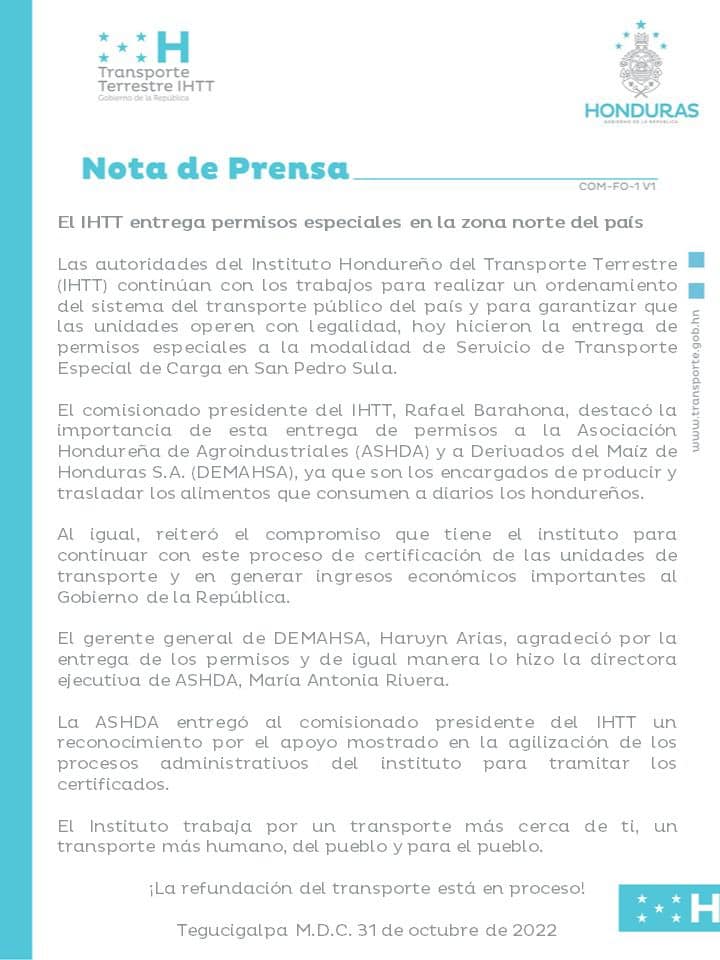 Transporte
Terrestre IHTT
Gobierno de la República
HONDURAS
GOBIERNO DE LA REPÚBLICA
Nota de Prensa
COM-FO-1 V1
El IHTT entrega permisos especiales en la zona norte del país
Las autoridades del Instituto Hondureño del Transporte Terrestre
(IHTT) continúan con los trabajos para realizar un ordenamiento
del sistema del transporte público del país y para garantizar que
las unidades operen con legalidad, hoy hicieron la entrega de
permisos especiales a la modalidad de Servicio de Transporte
Especial de Carga en San Pedro Sula.
El comisionado presidente del IHTT, Rafael Barahona, destacó la
importancia de esta entrega de permisos a la Asociación
Hondureña de Agroindustriales (ASHDA) y a Derivados del Maíz de
Honduras S.A. (DEMAHSA), ya que son los encargados de producir y
trasladar los alimentos que consumen a diarios los hondureños.
Al igual, reiteró el compromiso que tiene el instituto para
continuar con este proceso de certificación de las unidades de
transporte y en generar ingresos económicos importantes al
Gobierno de la República.
El gerente general de DEMAHSA, Harvyn Arias, agradeció por la
entrega de los permisos y de igual manera lo hizo la directora
ejecutiva de ASHDA, María Antonia Rivera.
La ASHDA entregó al comisionado presidente del IHTT un
reconocimiento por el apoyo mostrado en la agilización de los
procesos administrativos del instituto para tramitar los
certificados.
El Instituto trabaja por un transporte más cerca de ti, un
transporte más humano, del pueblo y para el pueblo.
¡La refundación del transporte está en proceso!
Tegucigalpa M.D.C. 31 de octubre de 2022
www.transporte.gob.hn